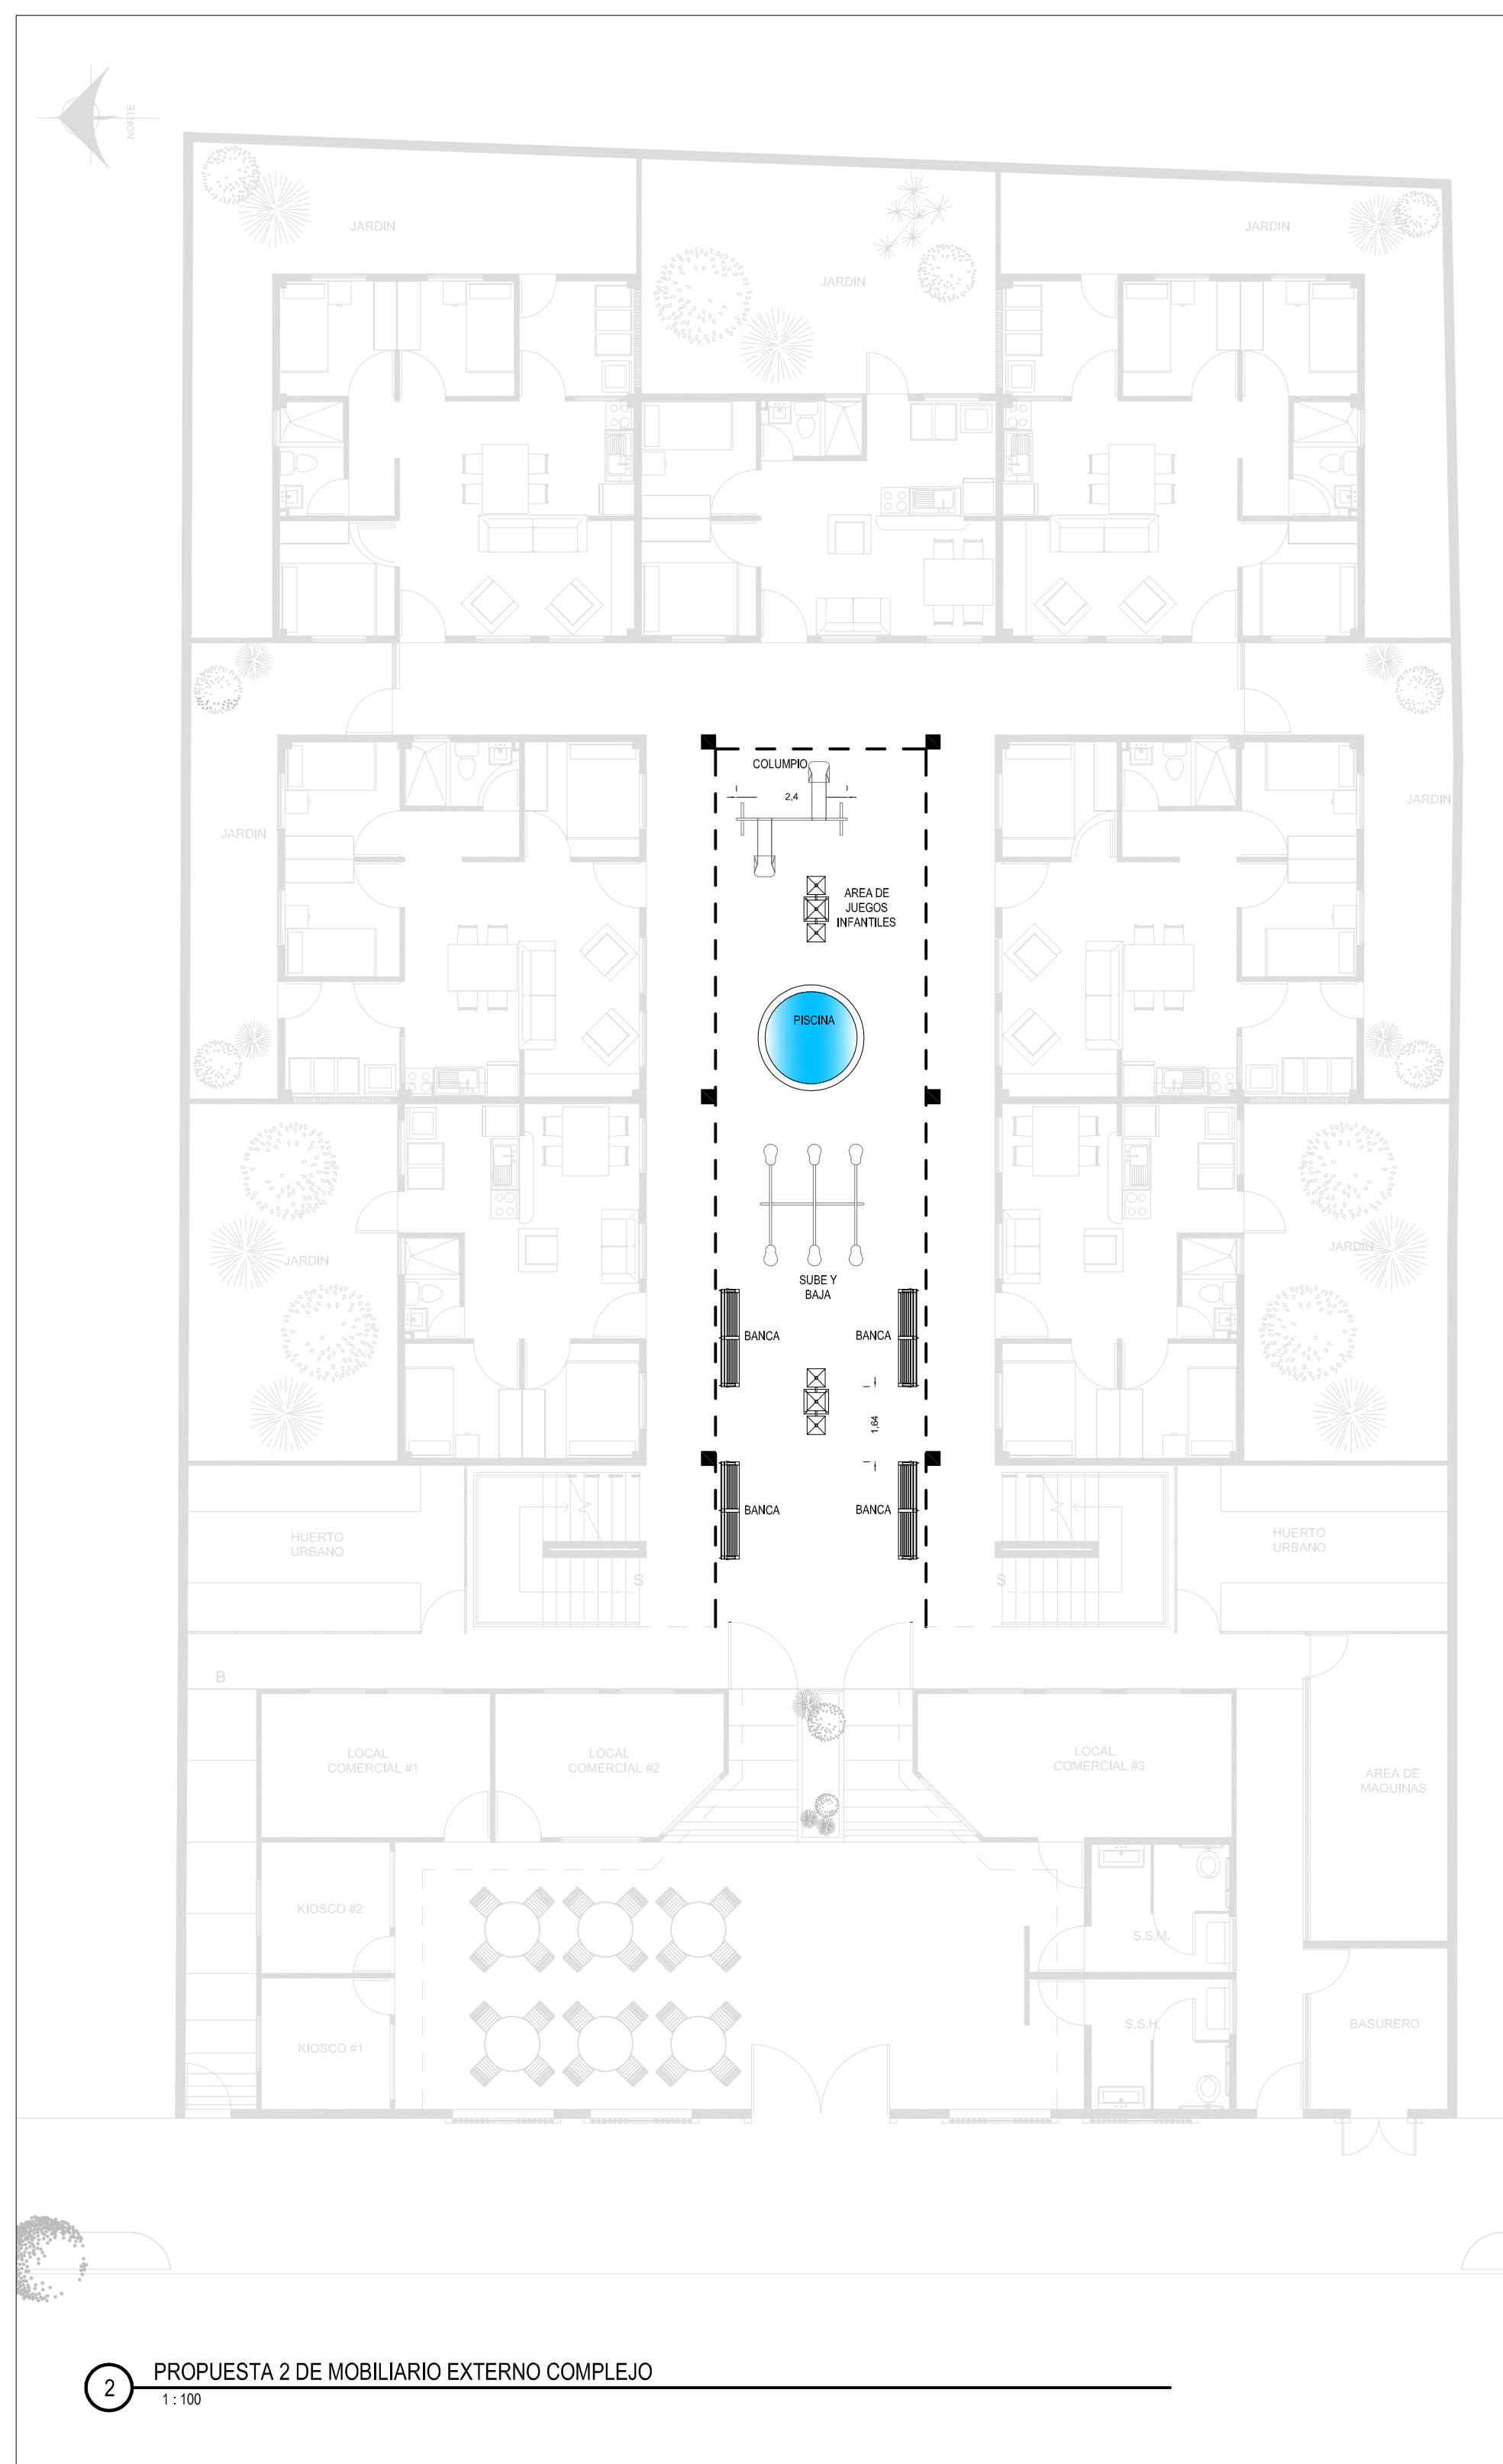 NORTE
JARDIN
JARDIN
JARDIN
COLUMPIO
2,4
JARDIN
JARDIN
AREA DE
JUEGOS
INFANTILES
PISCINA
JARDIN
JARDIN
SUBE Y
BAJA
BANCA
BANCA
1,64
BANCA
BANCA
HUERTO
URBANO
HUERTO
URBANO
S
S
B
LOCAL
COMERCIAL #1
LOCAL
COMERCIAL #2
LOCAL
COMERCIAL #3
AREA DE
MAQUINAS
KIOSCO #2
S.S.M.
KIOSCO #1
S.S.H.
BASURERO
2
PROPUESTA 2 DE MOBILIARIO EXTERNO COMPLEJO
1 : 100